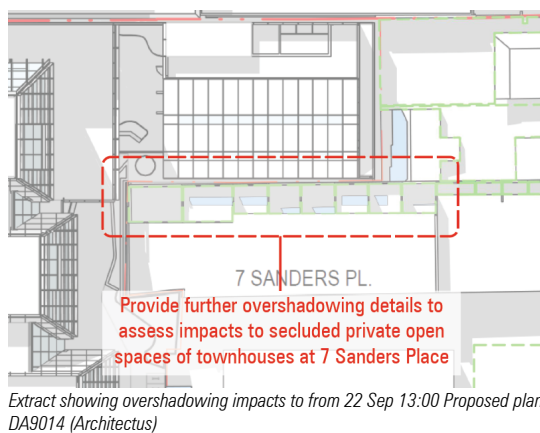 7 SANDERS PL.
Provide further overshadowing details to
assess impacts to secluded private open
spaces of townhouses at 7 Sanders Place
Extract showing overshadowing impacts to from 22 Sep 13:00 Proposed plan
DA9014 (Architectus)